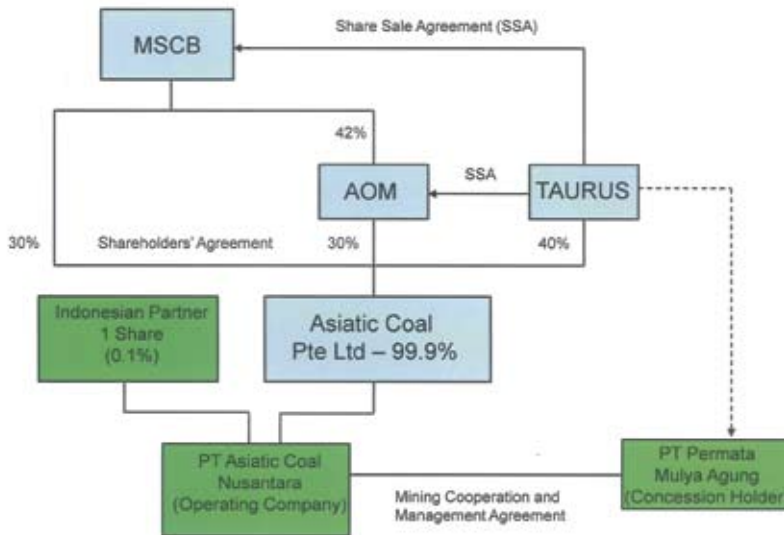 MSCB
Share Sale Agreement (SSA)
42%
AOM
SSA
TAURUS
30%
Shareholders' Agreement
30%
40%
Indonesian Partner
1 Share
(0.1%)
Asiatic Coal
Pte Ltd – 99.9%
PT Asiatic Coal
Nusantara
(Operating Company)
Mining Cooperation and
Management Agreement
PT Permata
Mulya Agung
(Concession Holder